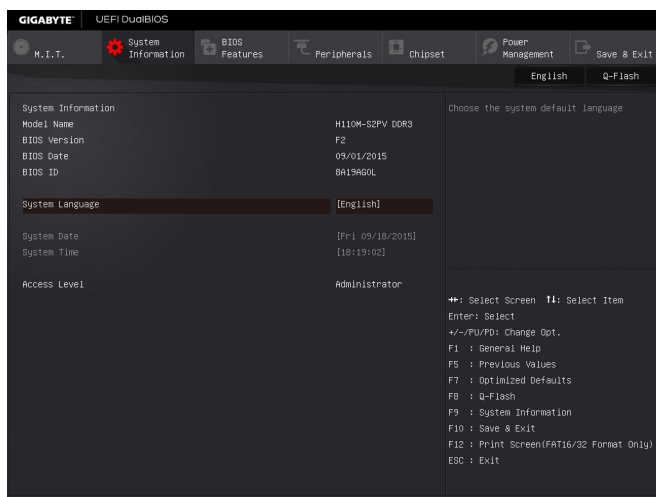 GIGABYTE™ UEFI DualBIOS
M.I.T. System Information BIOS Features Peripherals Chipset Power Management Save & Exit
English Q-Flash
System Information
Model Name H110M-S2PV DDR3
BIOS Version F2
BIOS Date 09/01/2015
BIOS ID 8A19AG0L
System Language [English]
System Date [Fri 09/18/2015]
System Time [18:19:02]
Access Level Administrator
Choose the system default language
→←: Select Screen ↑↓: Select Item
Enter: Select
+/-/PU/PD: Change Opt.
F1 : General Help
F5 : Previous Values
F7 : Optimized Defaults
F8 : Q-Flash
F9 : System Information
F10 : Save & Exit
F12 : Print Screen(FAT16/32 Format Only)
ESC : Exit